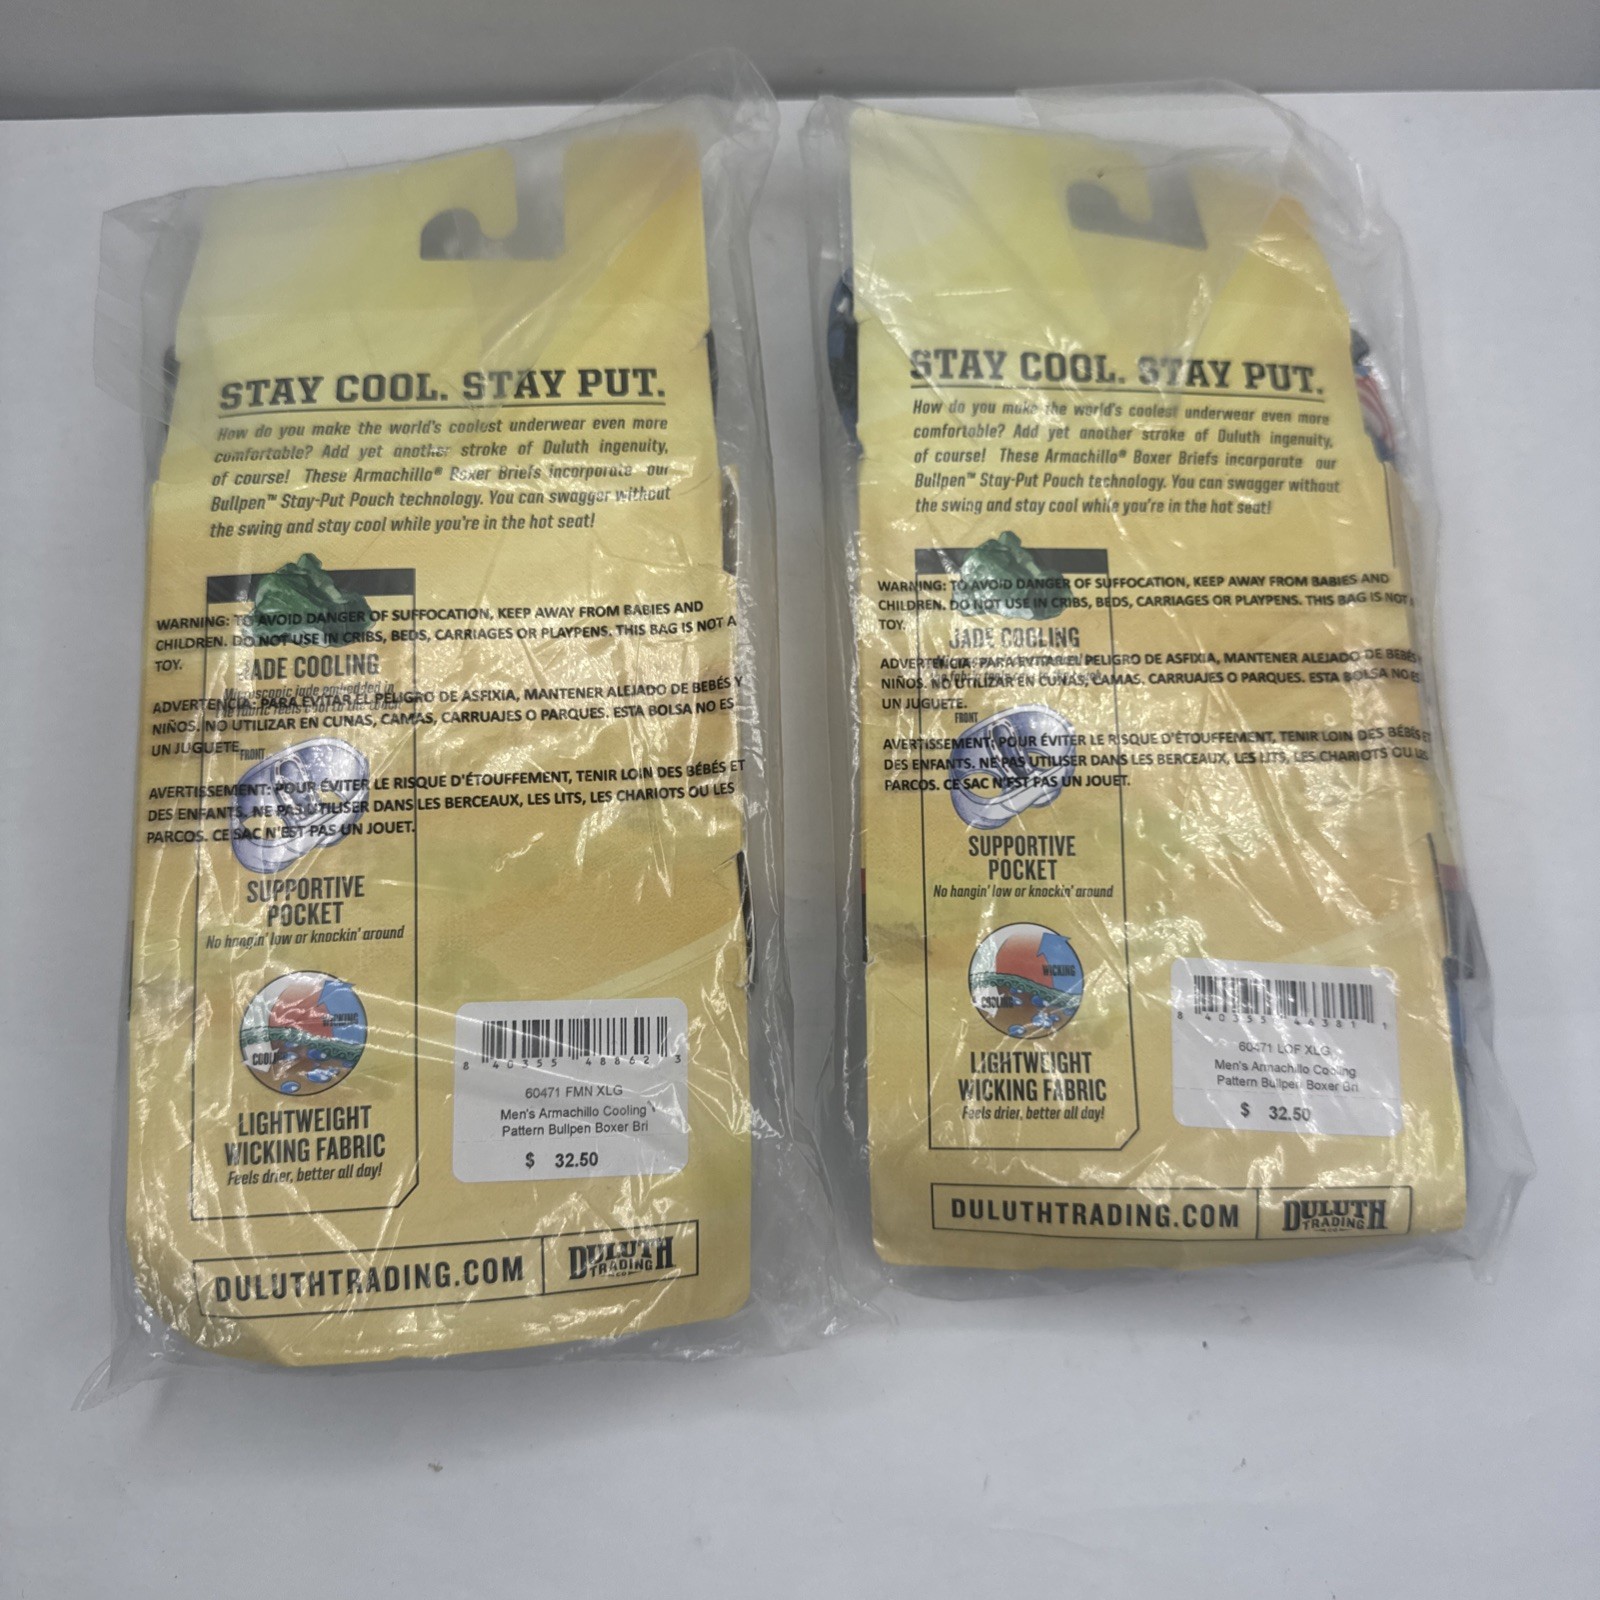 STAY COOL. STAY PUT.
How do you make the world's coolest underwear even more
comfortable? Add yet another stroke of Duluth ingenuity,
of course! These Armachillo® Boxer Briefs incorporate our
Bullpen™ Stay-Put Pouch technology. You can swagger without
the swing and stay cool while you're in the hot seat!
WARNING: TO AVOID DANGER OF SUFFOCATION, KEEP AWAY FROM BABIES AND
CHILDREN. DO NOT USE IN CRIBS, BEDS, CARRIAGES OR PLAYPENS. THIS BAG IS NOT A
TOY.
JADE COOLING
Microscopic jade embedded in
ADVERTENCIA: PARA EVITAR EL PELIGRO DE ASFIXIA, MANTENER ALEJADO DE BEBÉS Y
NIÑOS. NO UTILIZAR EN CUNAS, CAMAS, CARRUAJES O PARQUES. ESTA BOLSA NO ES
UN JUGUETE.
FRONT
AVERTISSEMENT: POUR ÉVITER LE RISQUE D'ÉTOUFFEMENT, TENIR LOIN DES BÉBÉS ET
DES ENFANTS. NE PAS UTILISER DANS LES BERCEAUX, LES LITS, LES CHARIOTS OU LES
PARCOS. CE SAC N'EST PAS UN JOUET.
SUPPORTIVE
POCKET
No hangin' low or knockin' around
WICKING
COOLING
LIGHTWEIGHT
WICKING FABRIC
Feels drier, better all day!
8 40355 48862 3
60471 FMN XLG
Men's Armachillo Cooling
Pattern Bullpen Boxer Bri
$ 32.50
DULUTHTRADING.COM
DULUTH
TRADING
CO
STAY COOL. STAY PUT.
How do you make the world's coolest underwear even more
comfortable? Add yet another stroke of Duluth ingenuity,
of course! These Armachillo® Boxer Briefs incorporate our
Bullpen™ Stay-Put Pouch technology. You can swagger without
the swing and stay cool while you're in the hot seat!
WARNING: TO AVOID DANGER OF SUFFOCATION, KEEP AWAY FROM BABIES AND
CHILDREN. DO NOT USE IN CRIBS, BEDS, CARRIAGES OR PLAYPENS. THIS BAG IS NOT A
TOY.
JADE COOLING
ADVERTENCIA: PARA EVITAR EL PELIGRO DE ASFIXIA, MANTENER ALEJADO DE BEBÉS Y
NIÑOS. NO UTILIZAR EN CUNAS, CAMAS, CARRUAJES O PARQUES. ESTA BOLSA NO ES
UN JUGUETE.
FRONT
AVERTISSEMENT: POUR ÉVITER LE RISQUE D'ÉTOUFFEMENT, TENIR LOIN DES BÉBÉS ET
DES ENFANTS. NE PAS UTILISER DANS LES BERCEAUX, LES LITS, LES CHARIOTS OU LES
PARCOS. CE SAC N'EST PAS UN JOUET.
SUPPORTIVE
POCKET
No hangin' low or knockin' around
WICKING
COOLING
LIGHTWEIGHT
WICKING FABRIC
Feels drier, better all day!
8 40355 46381 1
60471 LOF XLG
Men's Armachillo Cooling
Pattern Bullpen Boxer Bri
$ 32.50
DULUTHTRADING.COM
DULUTH
TRADING
CO